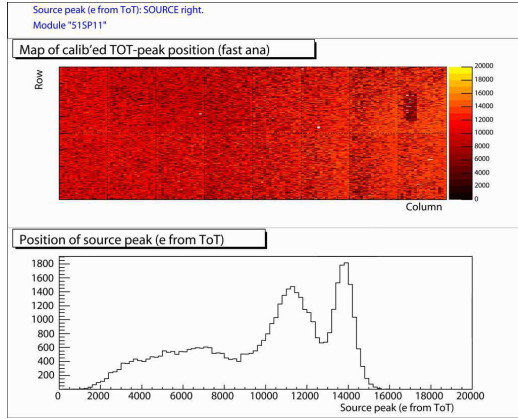 Source peak (e from ToT): SOURCE right.
Module "51SP11"
Map of calib'ed TOT-peak position (fast ana)
Row
20000
18000
16000
14000
12000
10000
8000
6000
4000
2000
0
Column
Position of source peak (e from ToT)
1800
1600
1400
1200
1000
800
600
400
200
0 2000 4000 6000 8000 10000 12000 14000 16000 18000 20000
Source peak (e from ToT)